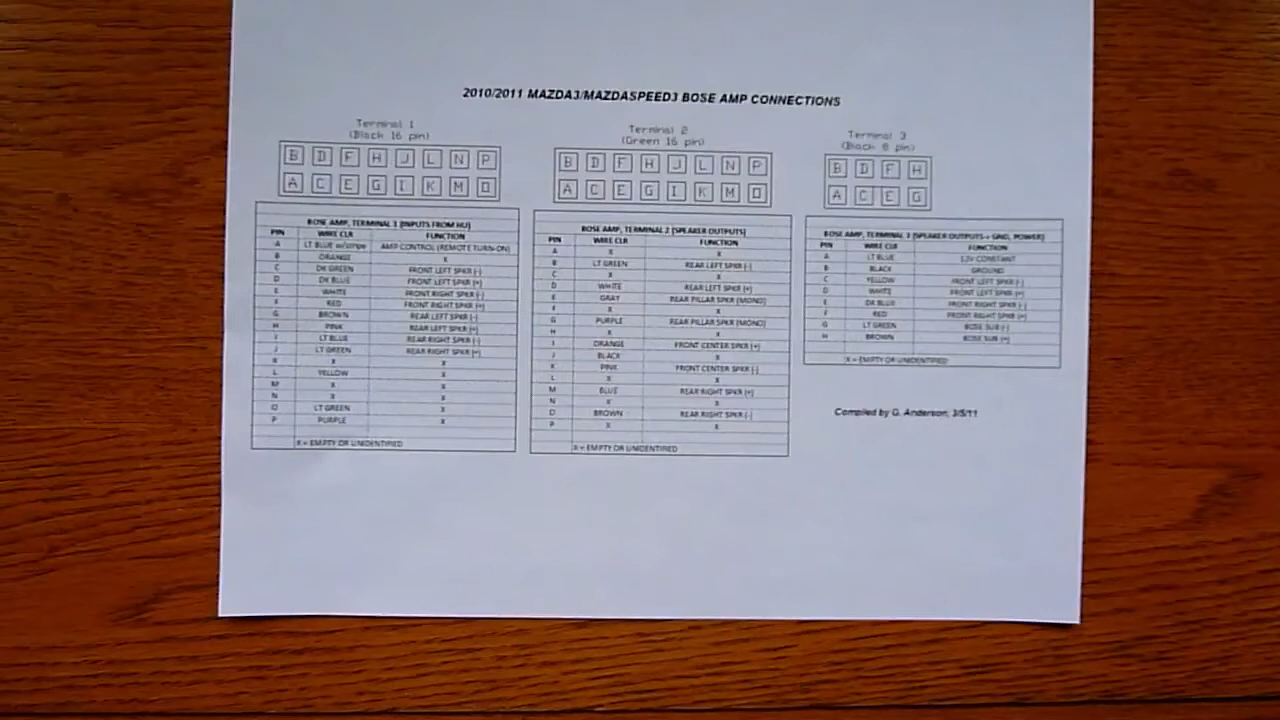 2010/2011 MAZDA3/MAZDASPEED3 BOSE AMP CONNECTIONS
Terminal 1
(Black 16 pin)
B D F H J L N P
A C E G I K M O
BOSE AMP, TERMINAL 1 (INPUTS FROM HU)
PIN WIRE CLR FUNCTION
A LT BLUE w/stripe AMP CONTROL (REMOTE TURN-ON)
B ORANGE X
C DK GREEN FRONT LEFT SPKR (-)
D DK BLUE FRONT LEFT SPKR (+)
E WHITE FRONT RIGHT SPKR (-)
F RED FRONT RIGHT SPKR (+)
G BROWN REAR LEFT SPKR (-)
H PINK REAR LEFT SPKR (+)
I LT BLUE REAR RIGHT SPKR (-)
J LT GREEN REAR RIGHT SPKR (+)
K X X
L YELLOW X
M X X
N X X
O LT GREEN X
P PURPLE X
X = EMPTY OR UNIDENTIFIED
Terminal 2
(Green 16 pin)
B D F H J L N P
A C E G I K M O
BOSE AMP, TERMINAL 2 (SPEAKER OUTPUTS)
PIN WIRE CLR FUNCTION
A X X
B LT GREEN REAR LEFT SPKR (-)
C X X
D WHITE REAR LEFT SPKR (+)
E GRAY REAR PILLAR SPKR (MONO)
F X X
G PURPLE REAR PILLAR SPKR (MONO)
H X X
I ORANGE FRONT CENTER SPKR (+)
J BLACK X
K PINK FRONT CENTER SPKR (-)
L X X
M BLUE REAR RIGHT SPKR (+)
N X X
O BROWN REAR RIGHT SPKR (-)
P X X
X = EMPTY OR UNIDENTIFIED
Terminal 3
(Black 8 pin)
B D F H
A C E G
BOSE AMP, TERMINAL 3 (SPEAKER OUTPUTS + GND, POWER)
PIN WIRE CLR FUNCTION
A LT BLUE 12V CONSTANT
B BLACK GROUND
C YELLOW FRONT LEFT SPKR (-)
D WHITE FRONT LEFT SPKR (+)
E DK BLUE FRONT RIGHT SPKR (-)
F RED FRONT RIGHT SPKR (+)
G LT GREEN BOSE SUB (-)
H BROWN BOSE SUB (+)
X = EMPTY OR UNIDENTIFIED
Compiled by G. Anderson; 3/5/11